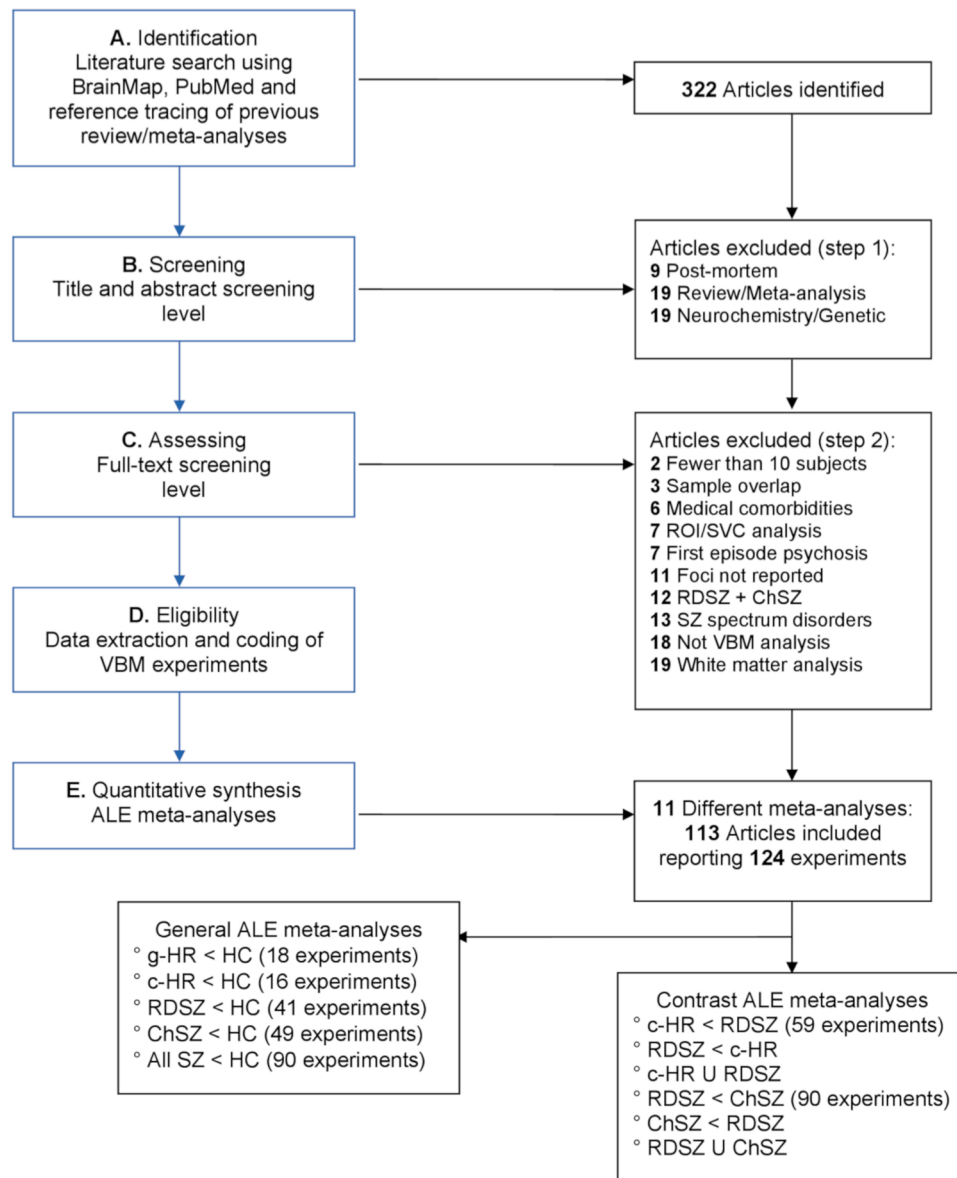 A. Identification
Literature search using
BrainMap, PubMed and
reference tracing of previous
review/meta-analyses
322 Articles identified
B. Screening
Title and abstract screening
level
Articles excluded (step 1):
9 Post-mortem
19 Review/Meta-analysis
19 Neurochemistry/Genetic
C. Assessing
Full-text screening
level
Articles excluded (step 2):
2 Fewer than 10 subjects
3 Sample overlap
6 Medical comorbidities
7 ROI/SVC analysis
7 First episode psychosis
11 Foci not reported
12 RDSZ + ChSZ
13 SZ spectrum disorders
18 Not VBM analysis
19 White matter analysis
D. Eligibility
Data extraction and coding of
VBM experiments
E. Quantitative synthesis
ALE meta-analyses
11 Different meta-analyses:
113 Articles included
reporting 124 experiments
General ALE meta-analyses
° g-HR < HC (18 experiments)
° c-HR < HC (16 experiments)
° RDSZ < HC (41 experiments)
° ChSZ < HC (49 experiments)
° All SZ < HC (90 experiments)
Contrast ALE meta-analyses
° c-HR < RDSZ (59 experiments)
° RDSZ < c-HR
° c-HR U RDSZ
° RDSZ < ChSZ (90 experiments)
° ChSZ < RDSZ
° RDSZ U ChSZ